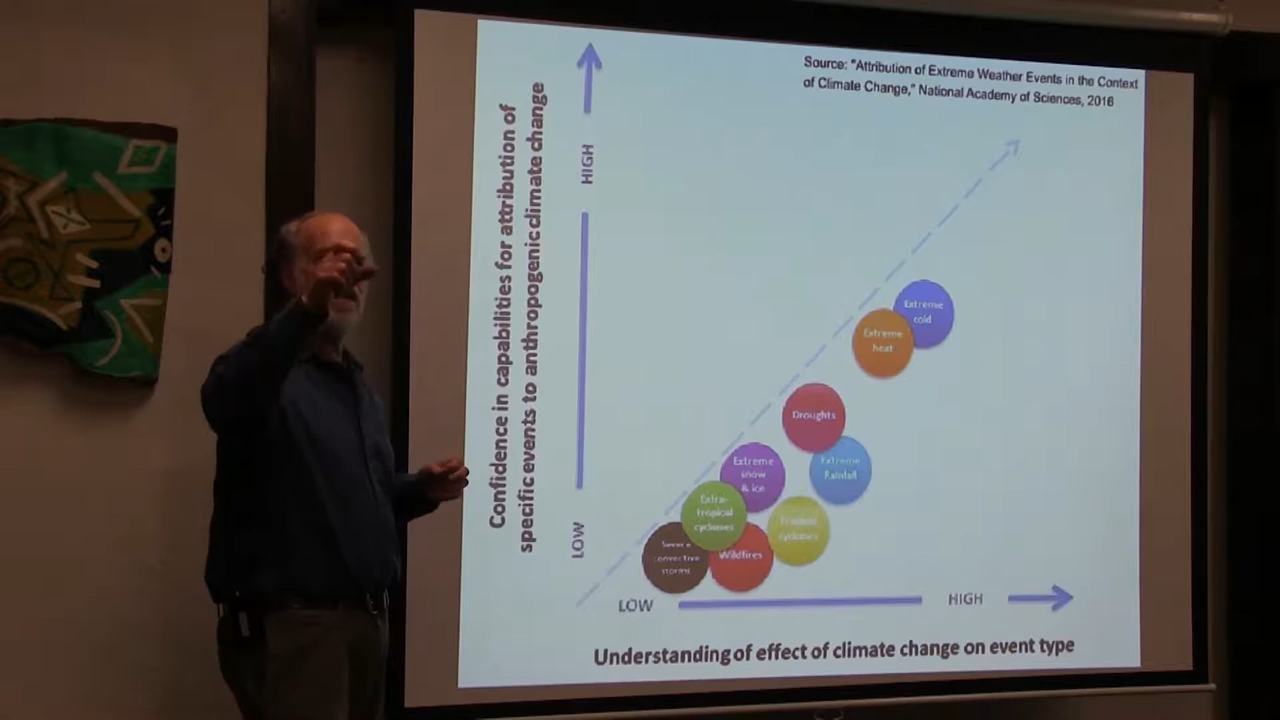 Source: "Attribution of Extreme Weather Events in the Context
of Climate Change," National Academy of Sciences, 2016
Confidence in capabilities for attribution of
specific events to anthropogenic climate change
HIGH
LOW
Extreme
cold
Extreme
heat
Droughts
Extreme
Rainfall
Extreme
snow
& ice
Extra-
tropical
cyclones
Tropical
cyclones
Severe
convective
storms
Wildfires
LOW
HIGH
Understanding of effect of climate change on event type